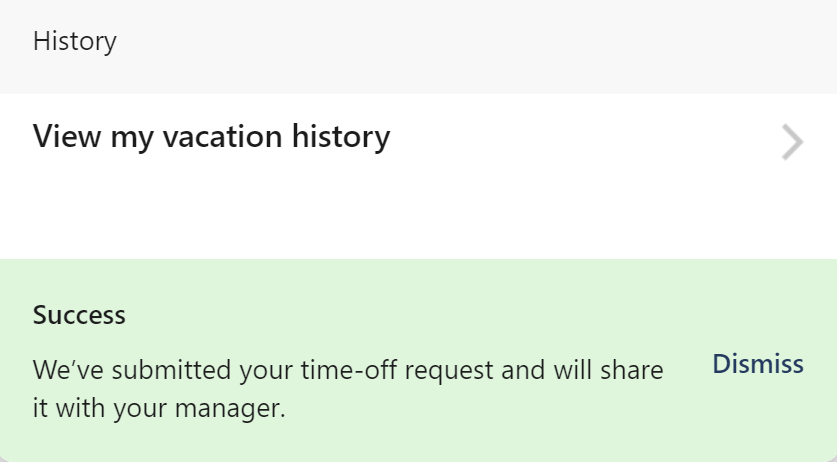 History
View my vacation history
Success
We’ve submitted your time-off request and will share
it with your manager.
Dismiss